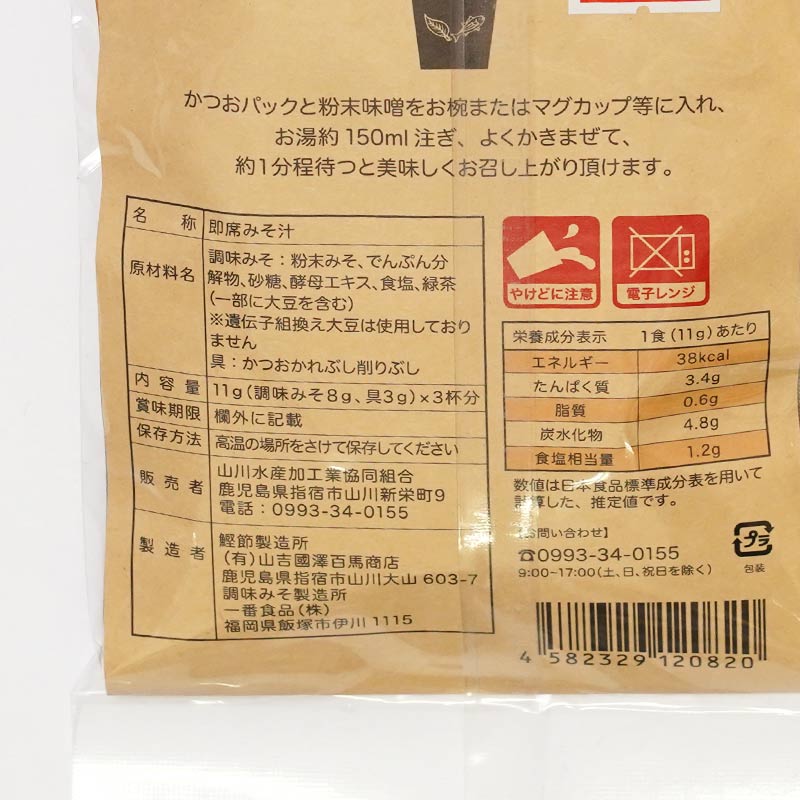 かつおパックと粉末味噌をお椀またはマグカップ等に入れ、
お湯約150ml注ぎ、よくかきまぜて、
約1分程待つと美味しくお召し上がり頂けます。
名称 即席みそ汁
原材料名 調味みそ：粉末みそ、でんぷん分
解物、砂糖、酵母エキス、食塩、緑茶
(一部に大豆を含む)
※遺伝子組換え大豆は使用しており
ません
具：かつおかれぶし削りぶし
内容量 11g(調味みそ8g、具3g)×3杯分
賞味期限 欄外に記載
保存方法 高温の場所をさけて保存してください
販売者 山川水産加工業協同組合
鹿児島県指宿市山川新栄町9
電話：0993-34-0155
製造者 鰹節製造所
(有)山吉國澤百馬商店
鹿児島県指宿市山川大山603-7
調味みそ製造所
一番食品(株)
福岡県飯塚市伊川1115
やけどに注意
電子レンジ
栄養成分表示 1食(11g)あたり
エネルギー 38kcal
たんぱく質 3.4g
脂質 0.6g
炭水化物 4.8g
食塩相当量 1.2g
数値は日本食品標準成分表を用いて
計算した、推定値です。
【お問い合わせ】
☎0993-34-0155
9:00~17:00(土、日、祝日を除く)
プラ
包装
4 582329 120820